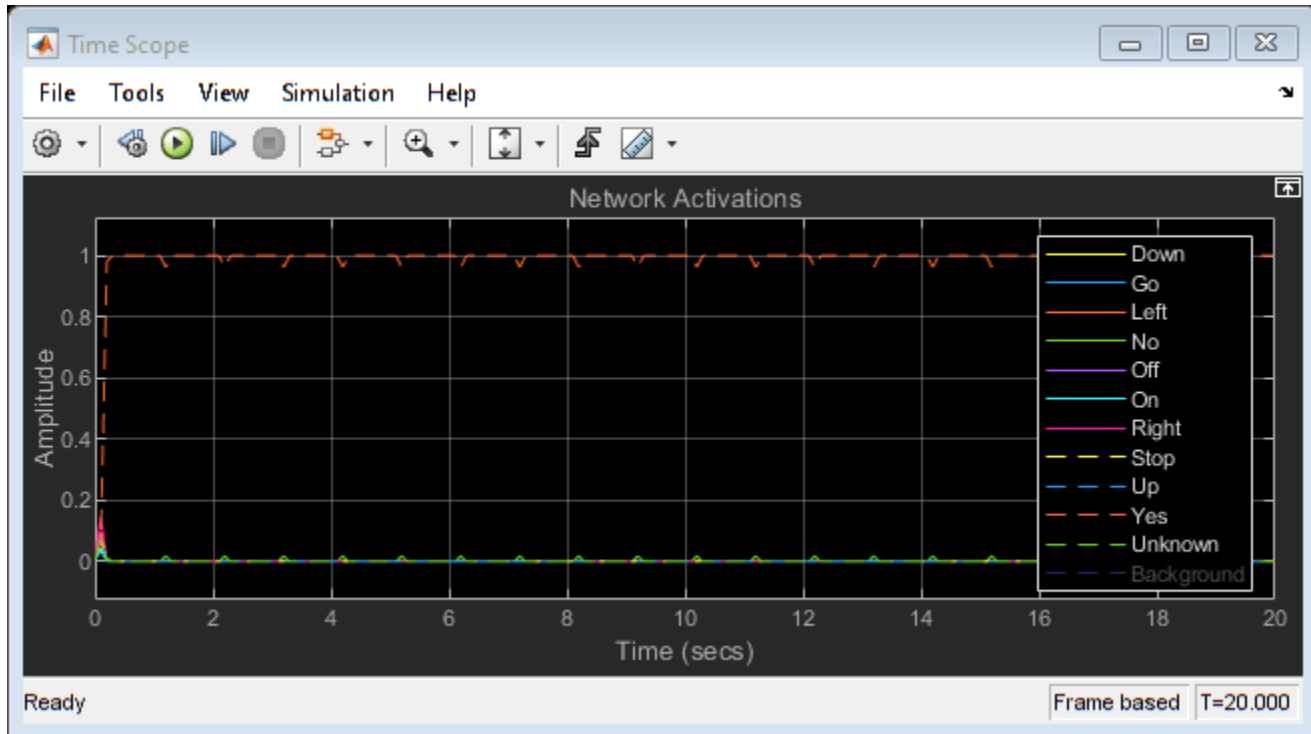 Time Scope
File Tools View Simulation Help
Network Activations
1
0.8
0.6
0.4
0.2
0
Amplitude
Down
Go
Left
No
Off
On
Right
Stop
Up
Yes
Unknown
Background
0 2 4 6 8 10 12 14 16 18 20
Time (secs)
Ready Frame based T=20.000